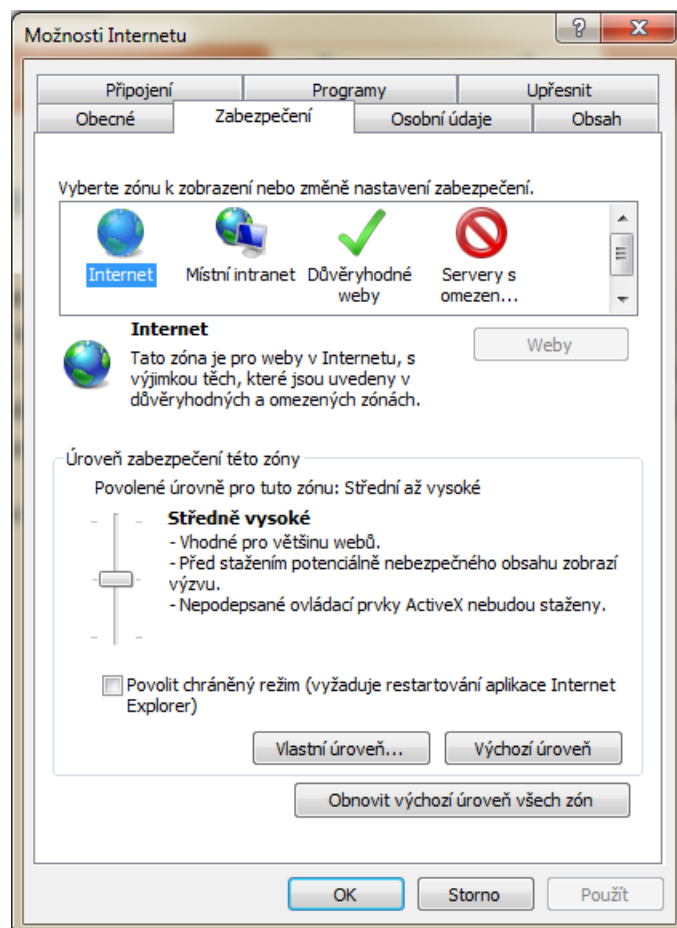 Možnosti Internetu
Připojení
Programy
Upřesnit
Obecné
Zabezpečení
Osobní údaje
Obsah
Vyberte zónu k zobrazení nebo změně nastavení zabezpečení.
Internet
Místní intranet
Důvěryhodné
weby
Servery s
omezen...
Internet
Weby
Tato zóna je pro weby v Internetu, s
výjimkou těch, které jsou uvedeny v
důvěryhodných a omezených zónách.
Úroveň zabezpečení této zóny
Povolené úrovně pro tuto zónu: Střední až vysoké
Středně vysoké
- Vhodné pro většinu webů.
- Před stažením potenciálně nebezpečného obsahu zobrazí
výzvu.
- Nepodepsané ovládací prvky ActiveX nebudou staženy.
Povolit chráněný režim (vyžaduje restartování aplikace Internet
Explorer)
Vlastní úroveň...
Výchozí úroveň
Obnovit výchozí úroveň všech zón
OK
Storno
Použít